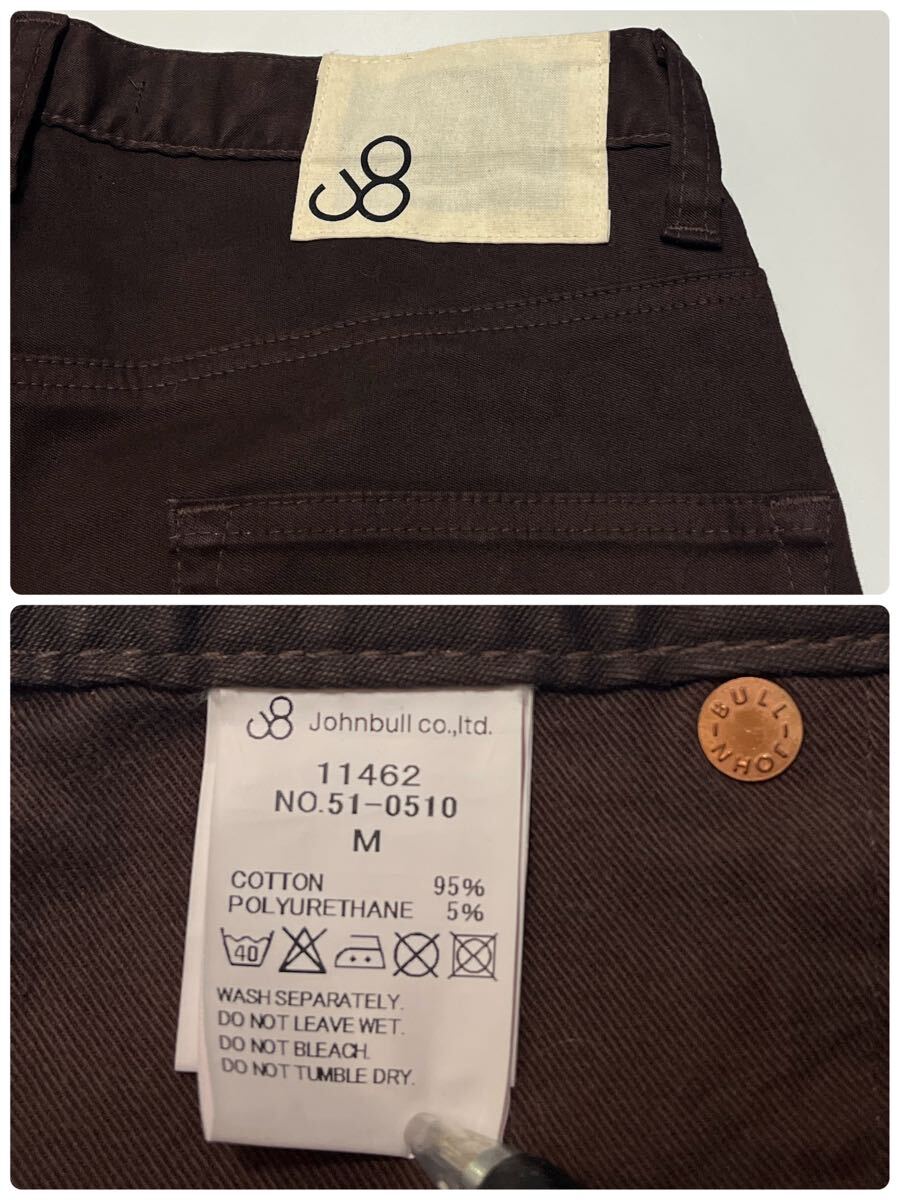 Johnbull co.,ltd.
11462
NO.51-0510
M
COTTON 95%
POLYURETHANE 5%
40
WASH SEPARATELY.
DO NOT LEAVE WET.
DO NOT BLEACH.
DO NOT TUMBLE DRY.
BULL
JOHN